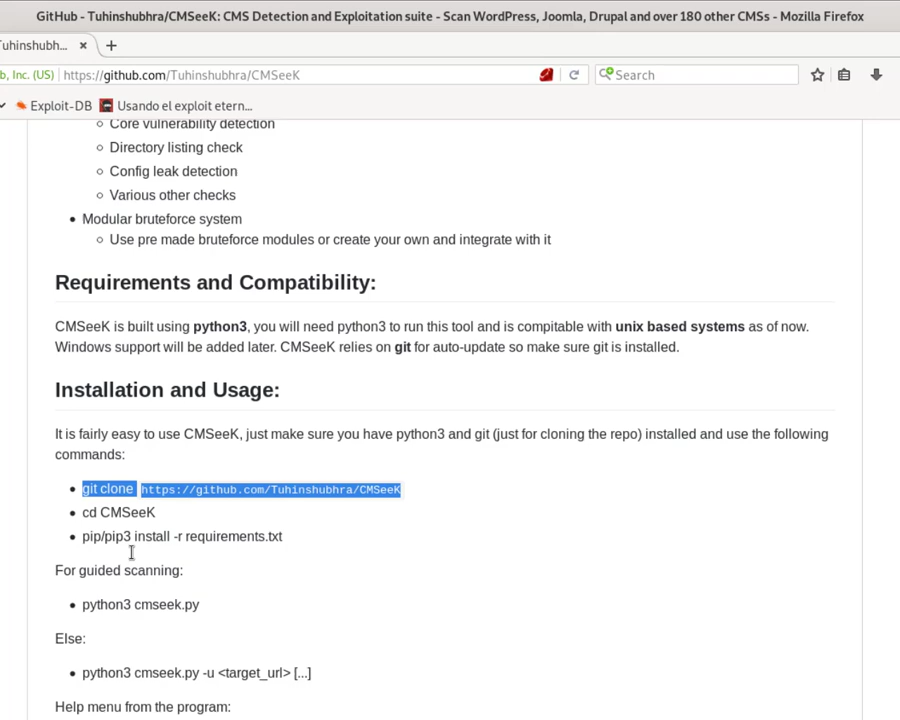 GitHub - Tuhinshubhra/CMSeeK: CMS Detection and Exploitation suite - Scan WordPress, Joomla, Drupal and over 180 other CMSs - Mozilla Firefox
Tuhinshubh...
b, Inc. (US) https://github.com/Tuhinshubhra/CMSeeK Search
Exploit-DB Usando el exploit etern...
Core vulnerability detection
Directory listing check
Config leak detection
Various other checks
Modular bruteforce system
Use pre made bruteforce modules or create your own and integrate with it
Requirements and Compatibility:
CMSeeK is built using python3, you will need python3 to run this tool and is compitable with unix based systems as of now.
Windows support will be added later. CMSeeK relies on git for auto-update so make sure git is installed.
Installation and Usage:
It is fairly easy to use CMSeeK, just make sure you have python3 and git (just for cloning the repo) installed and use the following
commands:
git clone https://github.com/Tuhinshubhra/CMSeeK
cd CMSeeK
pip/pip3 install -r requirements.txt
For guided scanning:
python3 cmseek.py
Else:
python3 cmseek.py -u <target_url> [...]
Help menu from the program: